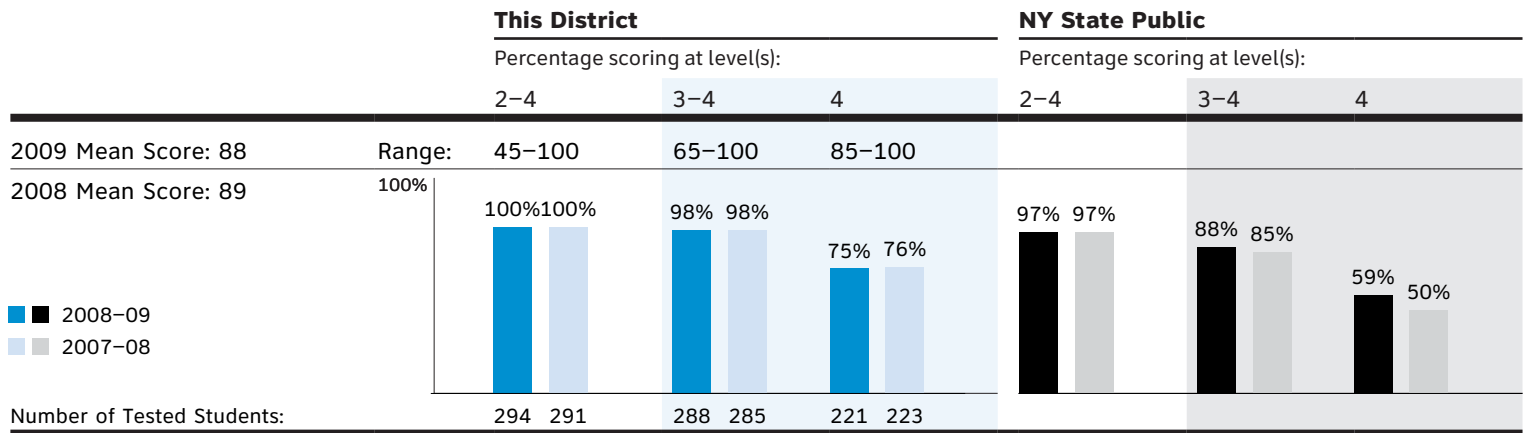 This District NY State Public
Percentage scoring at level(s): Percentage scoring at level(s):
2–4 3–4 4 2–4 3–4 4
2009 Mean Score: 88 Range: 45–100 65–100 85–100
2008 Mean Score: 89 100%
100% 100% 98% 98% 75% 76% 97% 97% 88% 85% 59% 50%
2008–09
2007–08
Number of Tested Students: 294 291 288 285 221 223